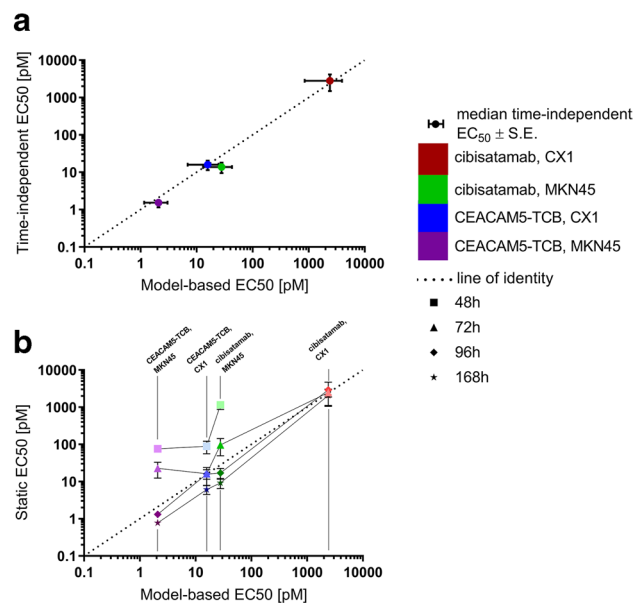 a
Time-independent EC50 [pM]
10000
1000
100
10
1
0.1
0.1
1
10
100
1000
10000
Model-based EC50 [pM]
median time-independent
EC50 ± S.E.
cibisatamab, CX1
cibisatamab, MKN45
CEACAM5-TCB, CX1
CEACAM5-TCB, MKN45
line of identity
48h
72h
96h
168h
b
CEACAM5-TCB,
MKN45
CEACAM5-TCB,
CX1
cibisatamab,
MKN45
cibisatamab,
CX1
Static EC50 [pM]
10000
1000
100
10
1
0.1
0.1
1
10
100
1000
10000
Model-based EC50 [pM]